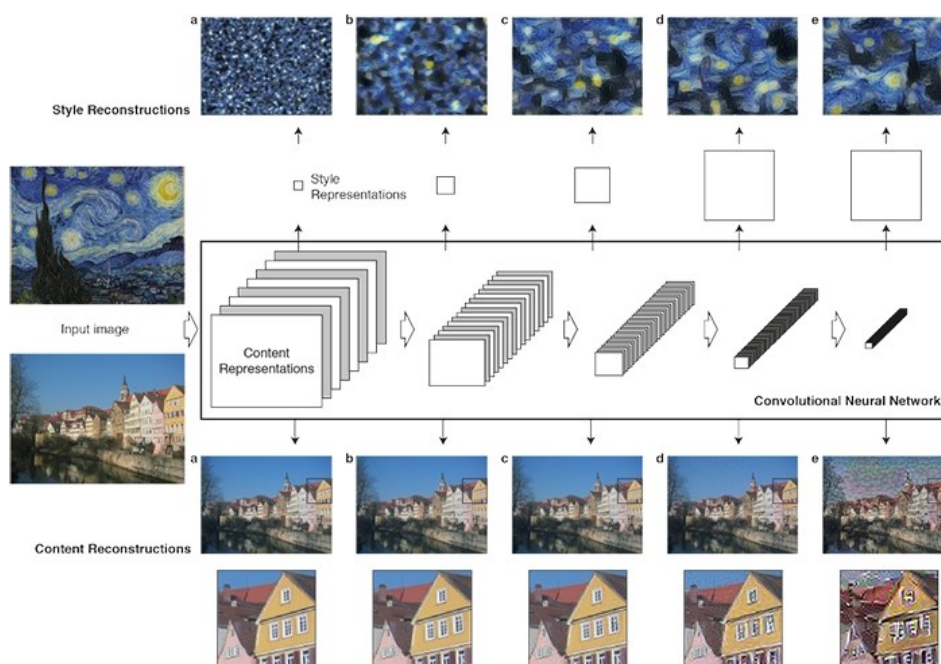 a b c d e
Style Reconstructions
Style
Representations
Input image
Content
Representations
Convolutional Neural Network
a b c d e
Content Reconstructions